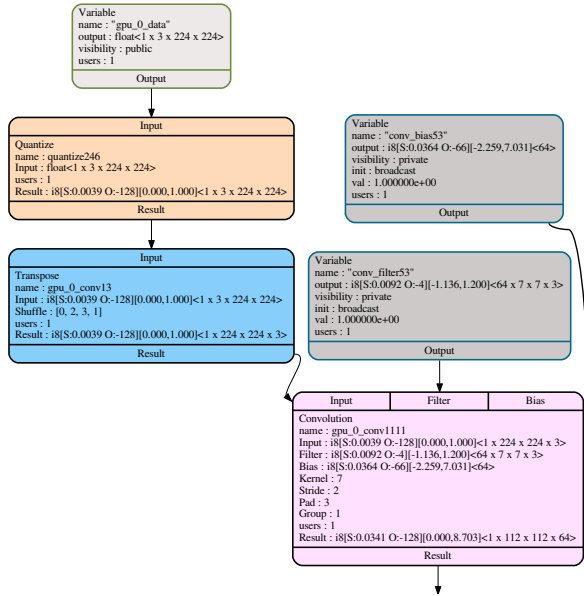 Variable
name : "gpu_0_data"
output : float<1 x 3 x 224 x 224>
visibility : public
users : 1
Output
Input
Quantize
name : quantize246
Input : float<1 x 3 x 224 x 224>
users : 1
Result : i8[S:0.0039 O:-128][0.000,1.000]<1 x 3 x 224 x 224>
Result
Variable
name : "conv_bias53"
output : i8[S:0.0364 O:-66][-2.259,7.031]<64>
visibility : private
init : broadcast
val : 1.000000e+00
users : 1
Output
Input
Transpose
name : gpu_0_conv13
Input : i8[S:0.0039 O:-128][0.000,1.000]<1 x 3 x 224 x 224>
Shuffle : [0, 2, 3, 1]
users : 1
Result : i8[S:0.0039 O:-128][0.000,1.000]<1 x 224 x 224 x 3>
Result
Variable
name : "conv_filter53"
output : i8[S:0.0092 O:-4][-1.136,1.200]<64 x 7 x 7 x 3>
visibility : private
init : broadcast
val : 1.000000e+00
users : 1
Output
Input Filter Bias
Convolution
name : gpu_0_conv1111
Input : i8[S:0.0039 O:-128][0.000,1.000]<1 x 224 x 224 x 3>
Filter : i8[S:0.0092 O:-4][-1.136,1.200]<64 x 7 x 7 x 3>
Bias : i8[S:0.0364 O:-66][-2.259,7.031]<64>
Kernel : 7
Stride : 2
Pad : 3
Group : 1
users : 1
Result : i8[S:0.0341 O:-128][0.000,8.703]<1 x 112 x 112 x 64>
Result